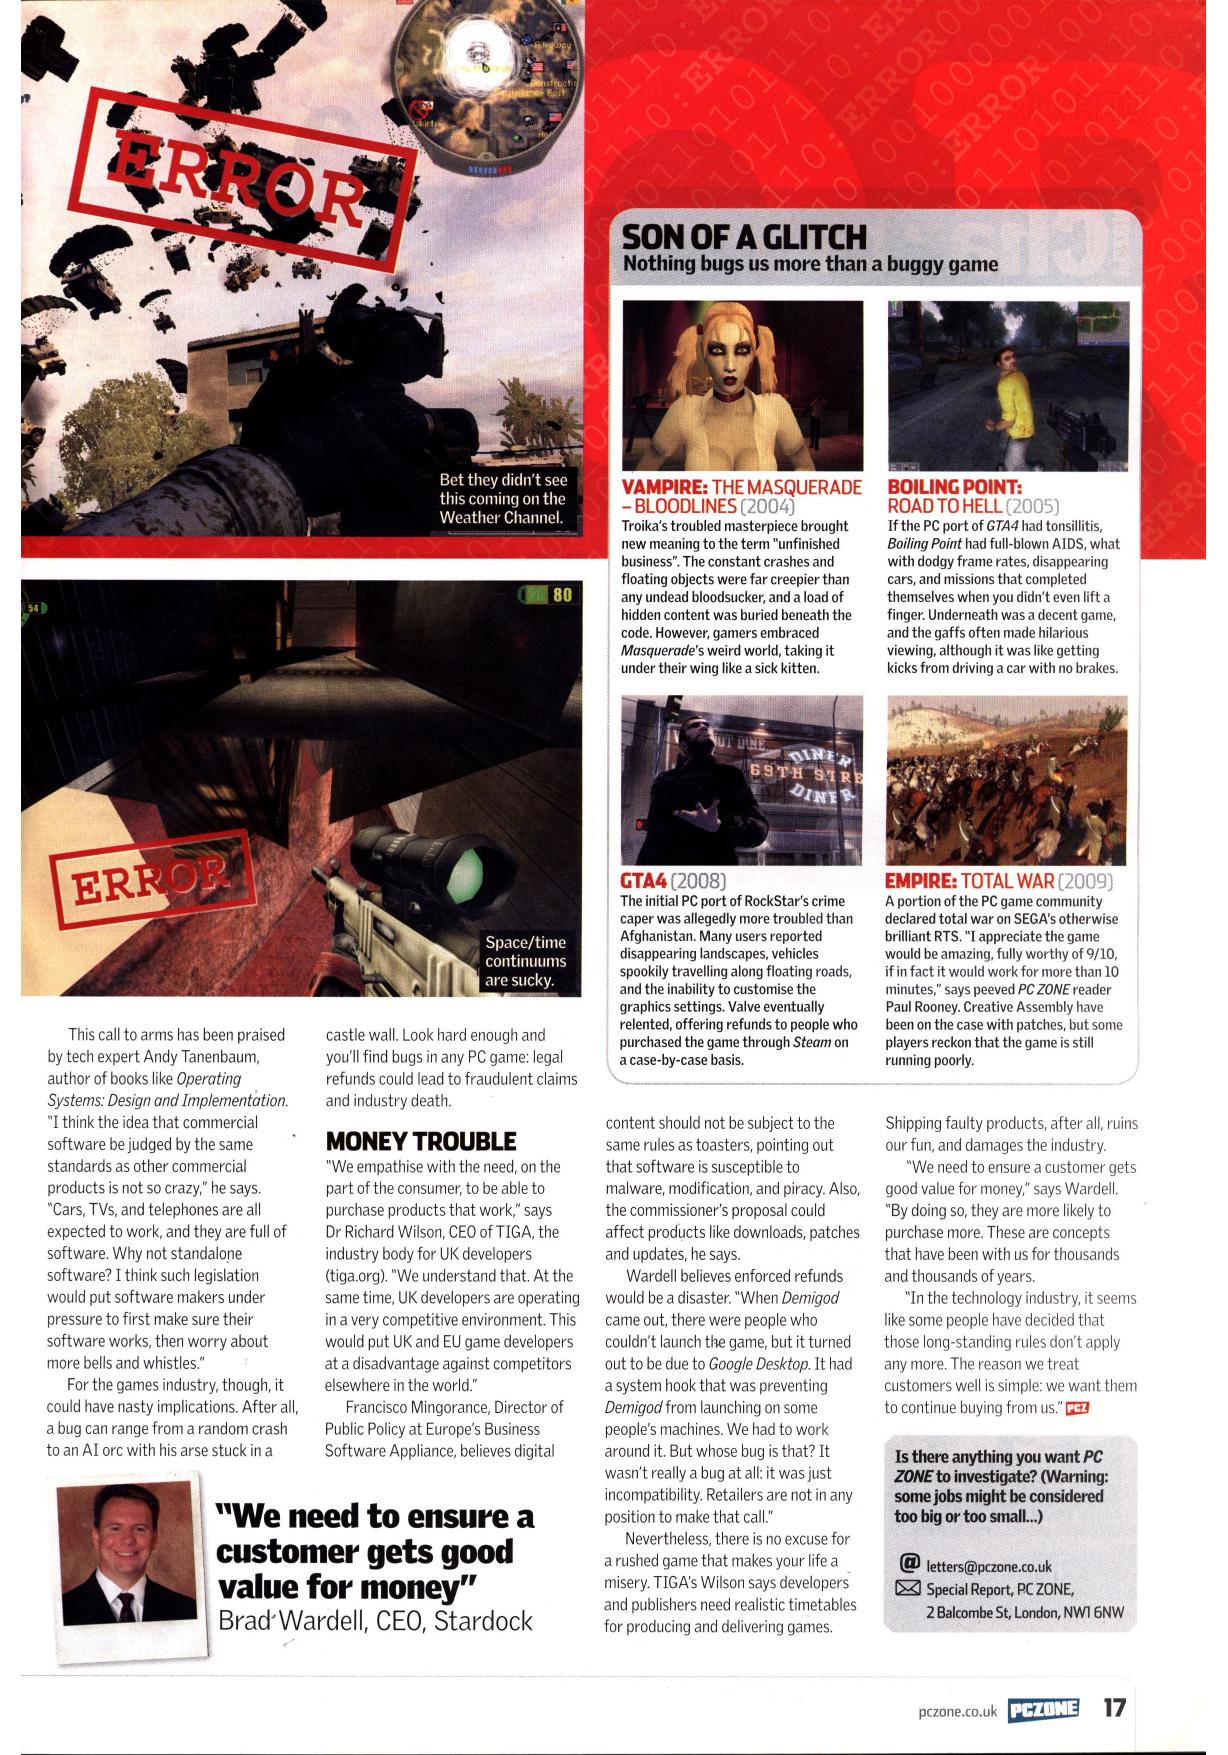 ERROR
Bet they didn't see
this coming on the
Weather Channel.
54
80
ERROR
Space/time
continuums
are sucky.
SON OF A GLITCH
Nothing bugs us more than a buggy game
VAMPIRE: THE MASQUERADE
– BLOODLINES (2004)
Troika's troubled masterpiece brought
new meaning to the term "unfinished
business". The constant crashes and
floating objects were far creepier than
any undead bloodsucker, and a load of
hidden content was buried beneath the
code. However, gamers embraced
Masquerade's weird world, taking it
under their wing like a sick kitten.
BOILING POINT:
ROAD TO HELL (2005)
If the PC port of GTA4 had tonsillitis,
Boiling Point had full-blown AIDS, what
with dodgy frame rates, disappearing
cars, and missions that completed
themselves when you didn't even lift a
finger. Underneath was a decent game,
and the gaffs often made hilarious
viewing, although it was like getting
kicks from driving a car with no brakes.
DINER
69TH STRE
DINER
GTA4 (2008)
The initial PC port of RockStar's crime
caper was allegedly more troubled than
Afghanistan. Many users reported
disappearing landscapes, vehicles
spookily travelling along floating roads,
and the inability to customise the
graphics settings. Valve eventually
relented, offering refunds to people who
purchased the game through Steam on
a case-by-case basis.
EMPIRE: TOTAL WAR (2009)
A portion of the PC game community
declared total war on SEGA's otherwise
brilliant RTS. "I appreciate the game
would be amazing, fully worthy of 9/10,
if in fact it would work for more than 10
minutes," says peeved PC ZONE reader
Paul Rooney. Creative Assembly have
been on the case with patches, but some
players reckon that the game is still
running poorly.
This call to arms has been praised
by tech expert Andy Tanenbaum,
author of books like Operating
Systems: Design and Implementation.
"I think the idea that commercial
software be judged by the same
standards as other commercial
products is not so crazy," he says.
"Cars, TVs, and telephones are all
expected to work, and they are full of
software. Why not standalone
software? I think such legislation
would put software makers under
pressure to first make sure their
software works, then worry about
more bells and whistles."
For the games industry, though, it
could have nasty implications. After all,
a bug can range from a random crash
to an AI orc with his arse stuck in a
castle wall. Look hard enough and
you'll find bugs in any PC game: legal
refunds could lead to fraudulent claims
and industry death.
MONEY TROUBLE
"We empathise with the need, on the
part of the consumer, to be able to
purchase products that work," says
Dr Richard Wilson, CEO of TIGA, the
industry body for UK developers
(tiga.org). "We understand that. At the
same time, UK developers are operating
in a very competitive environment. This
would put UK and EU game developers
at a disadvantage against competitors
elsewhere in the world."
Francisco Mingorance, Director of
Public Policy at Europe's Business
Software Appliance, believes digital
content should not be subject to the
same rules as toasters, pointing out
that software is susceptible to
malware, modification, and piracy. Also,
the commissioner's proposal could
affect products like downloads, patches
and updates, he says.
Wardell believes enforced refunds
would be a disaster. "When Demigod
came out, there were people who
couldn't launch the game, but it turned
out to be due to Google Desktop. It had
a system hook that was preventing
Demigod from launching on some
people's machines. We had to work
around it. But whose bug is that? It
wasn't really a bug at all: it was just
incompatibility. Retailers are not in any
position to make that call."
Nevertheless, there is no excuse for
a rushed game that makes your life a
misery. TIGA's Wilson says developers
and publishers need realistic timetables
for producing and delivering games.
Shipping faulty products, after all, ruins
our fun, and damages the industry.
"We need to ensure a customer gets
good value for money," says Wardell.
"By doing so, they are more likely to
purchase more. These are concepts
that have been with us for thousands
and thousands of years.
"In the technology industry, it seems
like some people have decided that
those long-standing rules don't apply
any more. The reason we treat
customers well is simple: we want them
to continue buying from us." PCZ
"We need to ensure a
customer gets good
value for money"
Brad Wardell, CEO, Stardock
Is there anything you want PC
ZONE to investigate? (Warning:
some jobs might be considered
too big or too small...)
@ letters@pczone.co.uk
Special Report, PC ZONE,
2 Balcombe St, London, NW1 6NW
pczone.co.uk PCZONE 17